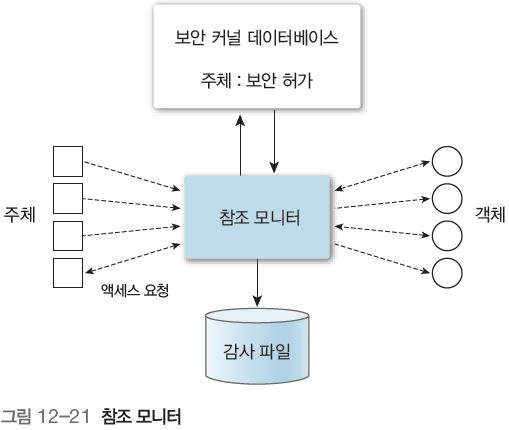 보안 커널 데이터베이스
주체 : 보안 허가
주체
참조 모니터
객체
액세스 요청
감사 파일
그림 12-21 참조 모니터